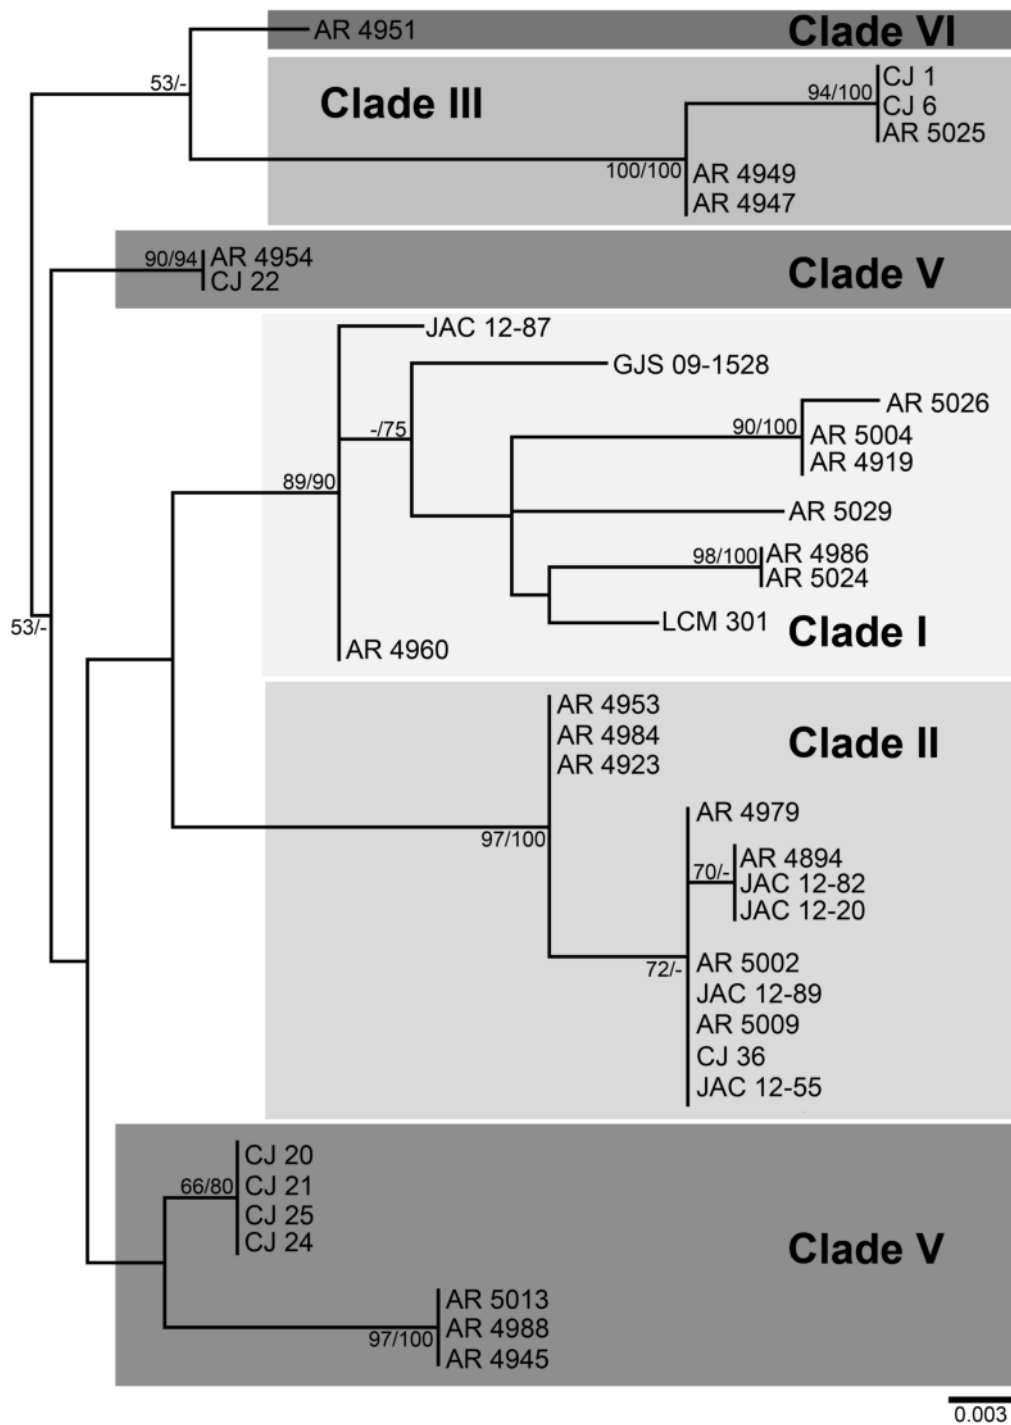 AR 4951
Clade VI
53/-
Clade III
94/100
CJ 1
CJ 6
AR 5025
100/100
AR 4949
AR 4947
90/94
AR 4954
CJ 22
Clade V
JAC 12-87
GJS 09-1528
-/75
AR 5026
90/100
AR 5004
AR 4919
89/90
AR 5029
98/100
AR 4986
AR 5024
LCM 301
Clade I
53/-
AR 4960
AR 4953
AR 4984
AR 4923
Clade II
97/100
AR 4979
70/-
AR 4894
JAC 12-82
JAC 12-20
72/-
AR 5002
JAC 12-89
AR 5009
CJ 36
JAC 12-55
66/80
CJ 20
CJ 21
CJ 25
CJ 24
Clade V
97/100
AR 5013
AR 4988
AR 4945
0.003